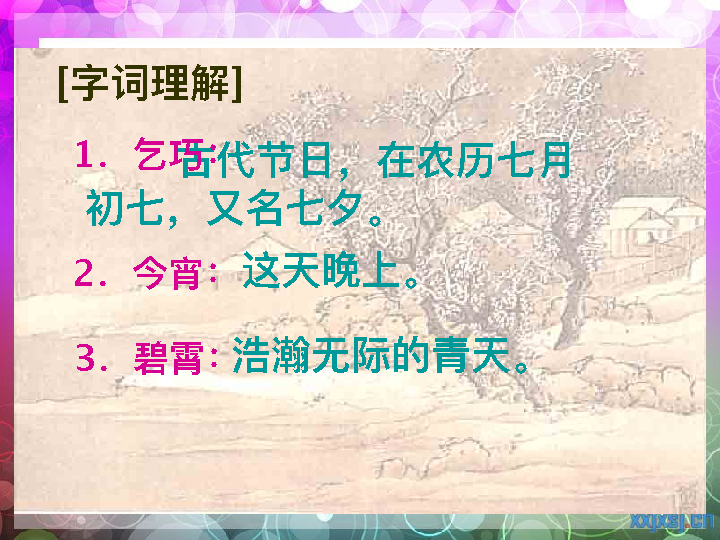 [字词理解]
1．乞巧：古代节日，在农历七月
初七，又名七夕。
2．今宵：这天晚上。
3．碧霄：浩瀚无际的青天。
xxjxsj.cn